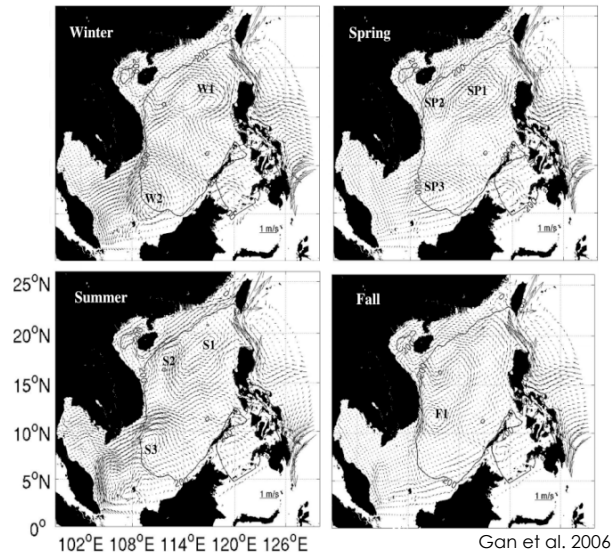 Winter
W1
W2
1 m/s
Spring
SP1
SP2
SP3
1 m/s
Summer
S1
S2
S3
1 m/s
Fall
F1
1 m/s
25°N
20°N
15°N
10°N
5°N
0°
102°E 108°E 114°E 120°E 126°E
Gan et al. 2006